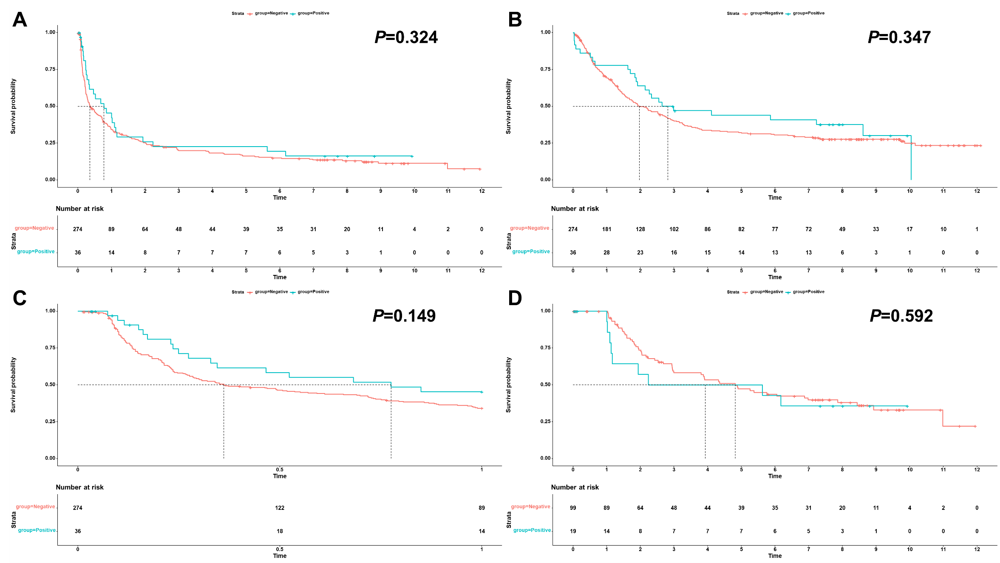 A
Strata group=Negative group=Positive
P=0.324
Survival probability
1.00
0.75
0.50
0.25
0.00
0 1 2 3 4 5 6 7 8 9 10 11 12
Time
Number at risk
Strata
group=Negative 274 89 64 48 44 39 35 31 20 11 4 2 0
group=Positive 36 14 8 7 7 7 6 5 3 1 0 0 0
0 1 2 3 4 5 6 7 8 9 10 11 12
Time
B
Strata group=Negative group=Positive
P=0.347
Survival probability
1.00
0.75
0.50
0.25
0.00
0 1 2 3 4 5 6 7 8 9 10 11 12
Time
Number at risk
Strata
group=Negative 274 181 128 102 86 82 77 72 49 33 17 10 1
group=Positive 36 28 23 16 15 14 13 13 6 3 1 0 0
0 1 2 3 4 5 6 7 8 9 10 11 12
Time
C
Strata group=Negative group=Positive
P=0.149
Survival probability
1.00
0.75
0.50
0.25
0.00
0 0.5 1
Time
Number at risk
Strata
group=Negative 274 122 89
group=Positive 36 18 14
0 0.5 1
Time
D
Strata group=Negative group=Positive
P=0.592
Survival probability
1.00
0.75
0.50
0.25
0.00
0 1 2 3 4 5 6 7 8 9 10 11 12
Time
Number at risk
Strata
group=Negative 99 89 64 48 44 39 35 31 20 11 4 2 0
group=Positive 19 14 8 7 7 7 6 5 3 1 0 0 0
0 1 2 3 4 5 6 7 8 9 10 11 12
Time